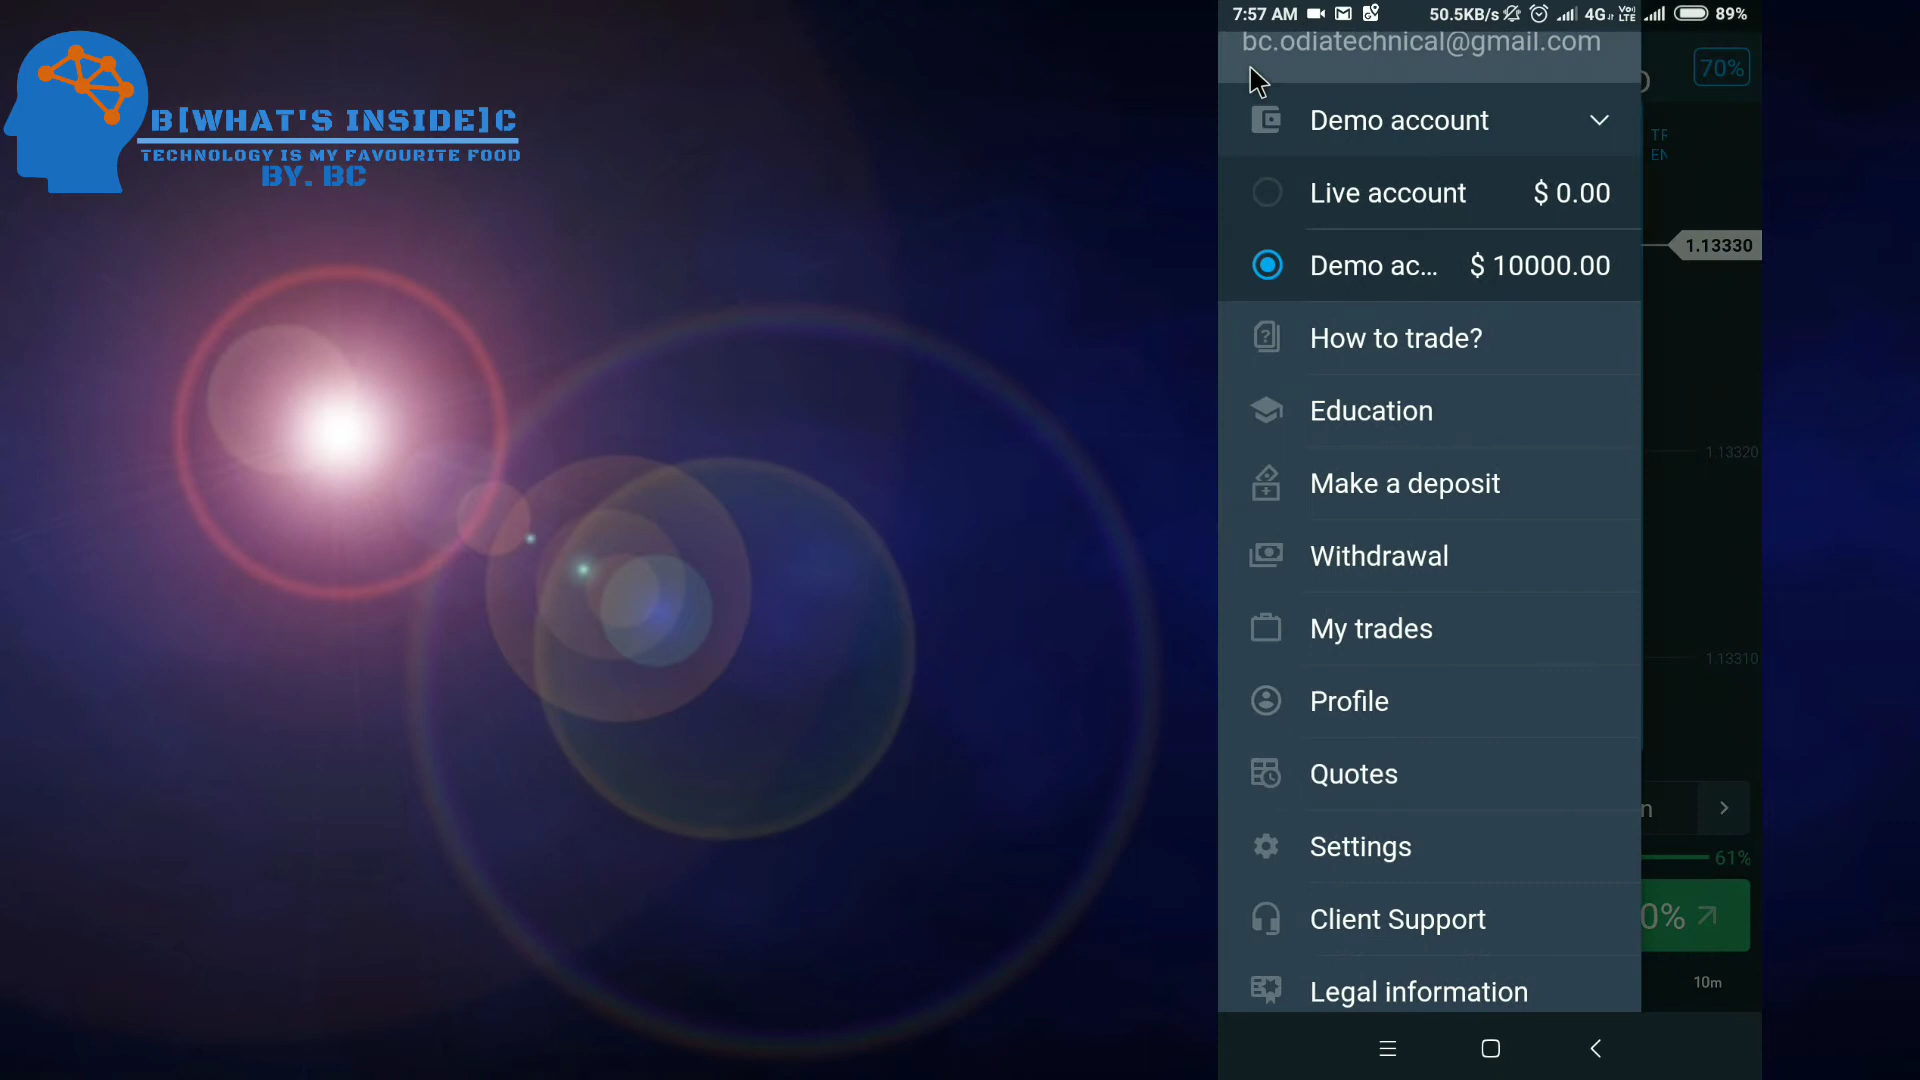 B[WHAT'S INSIDE]C
TECHNOLOGY IS MY FAVOURITE FOOD
BY. BC
7:57 AM 50.5KB/s 4G Vo)) LTE 89%
bc.odiatechnical@gmail.com
70%
Demo account
Live account $ 0.00
Demo ac... $ 10000.00
How to trade?
Education
Make a deposit
Withdrawal
My trades
Profile
Quotes
Settings
Client Support
Legal information
1.13330
1.13320
1.13310
n
61%
0%
10m